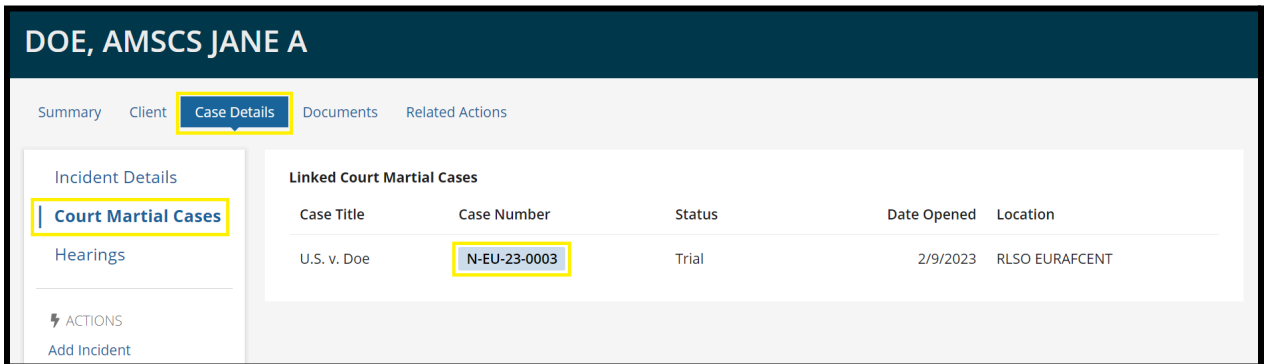 DOE, AMSCS JANE A
Summary Client Case Details Documents Related Actions
Incident Details
Court Martial Cases
Hearings
ACTIONS
Add Incident
Linked Court Martial Cases
Case Title Case Number Status Date Opened Location
U.S. v. Doe N-EU-23-0003 Trial 2/9/2023 RLSO EURAFCENT